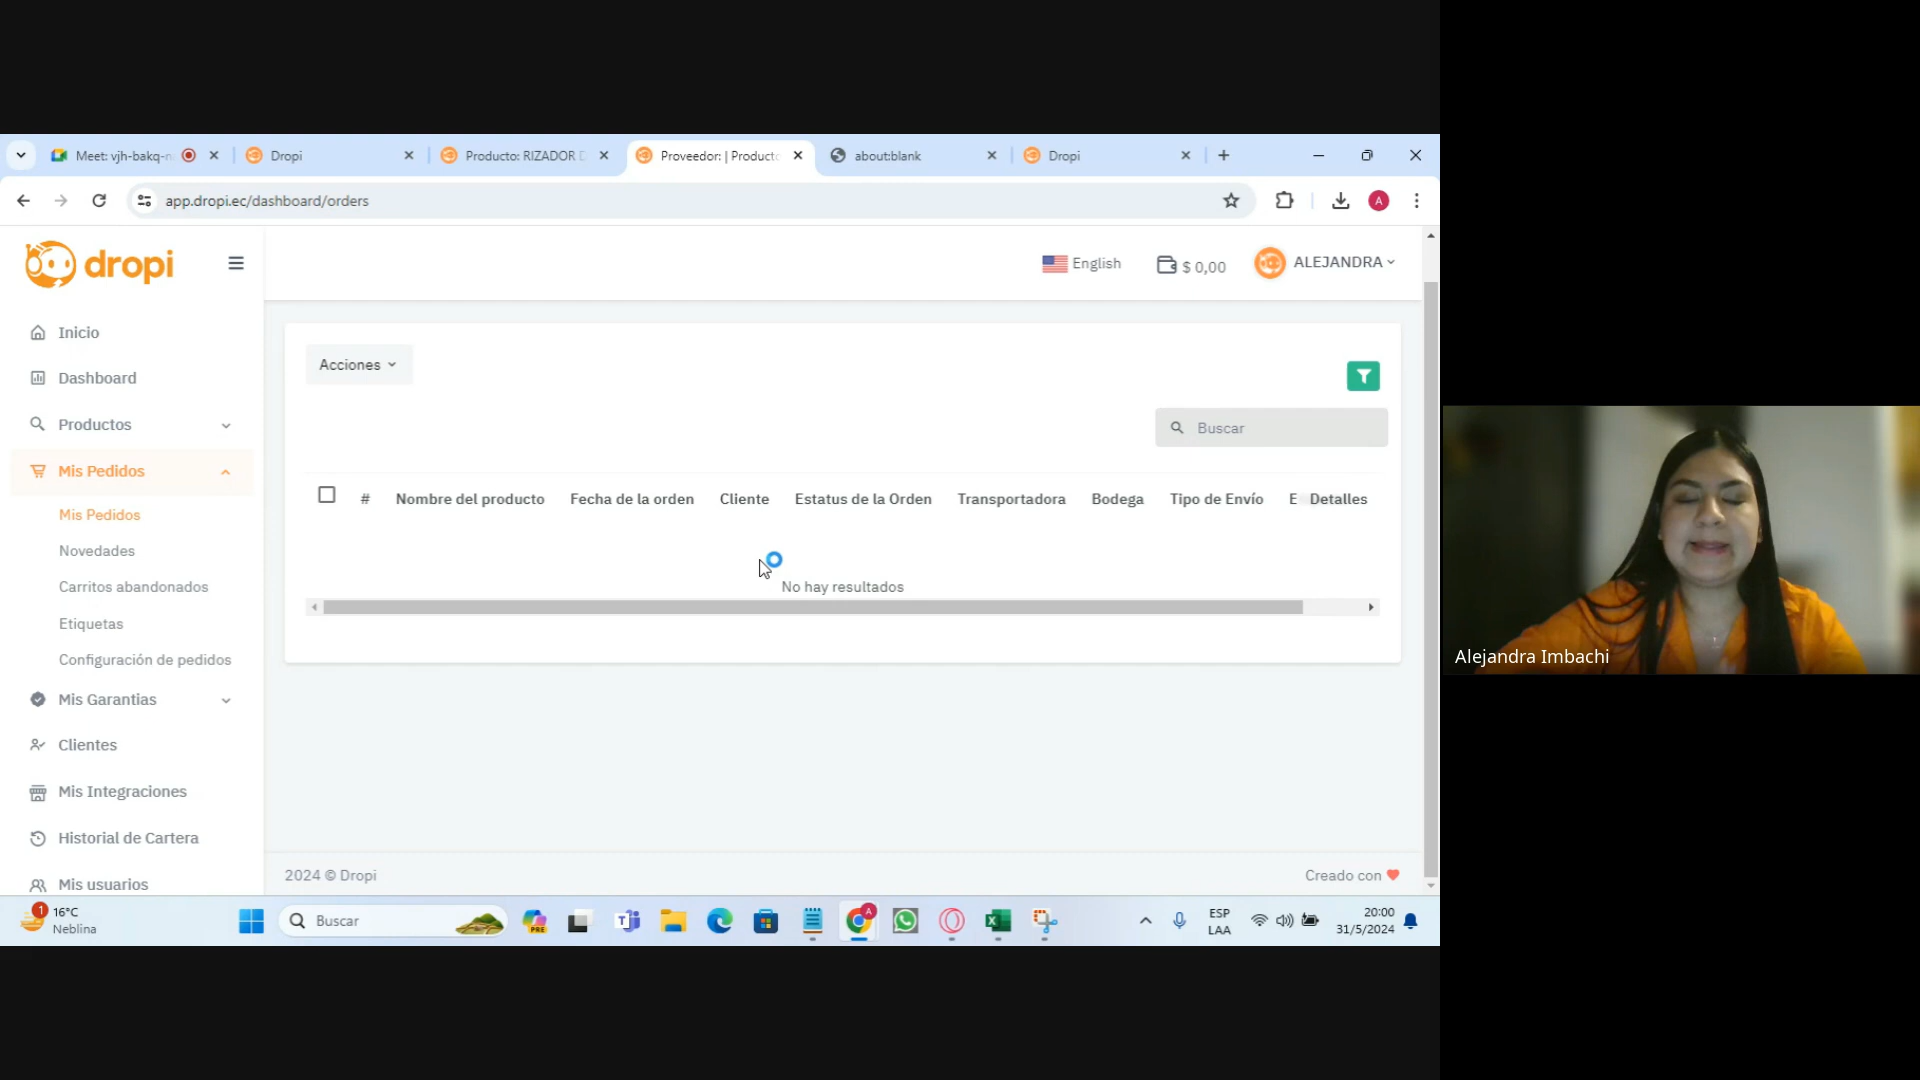 Meet: vjh-bakq-n
Dropi
Producto: RIZADOR D
Proveedor: | Producto
about:blank
Dropi
app.dropi.ec/dashboard/orders
A
dropi
English
$ 0,00
ALEJANDRA
Inicio
Dashboard
Productos
Mis Pedidos
Mis Pedidos
Novedades
Carritos abandonados
Etiquetas
Configuración de pedidos
Mis Garantias
Clientes
Mis Integraciones
Historial de Cartera
Mis usuarios
Acciones
Buscar
# Nombre del producto Fecha de la orden Cliente Estatus de la Orden Transportadora Bodega Tipo de Envío E Detalles
No hay resultados
2024 © Dropi
Creado con
Alejandra Imbachi
1
16°C
Neblina
Buscar
PRE
A
ESP
LAA
20:00
31/5/2024